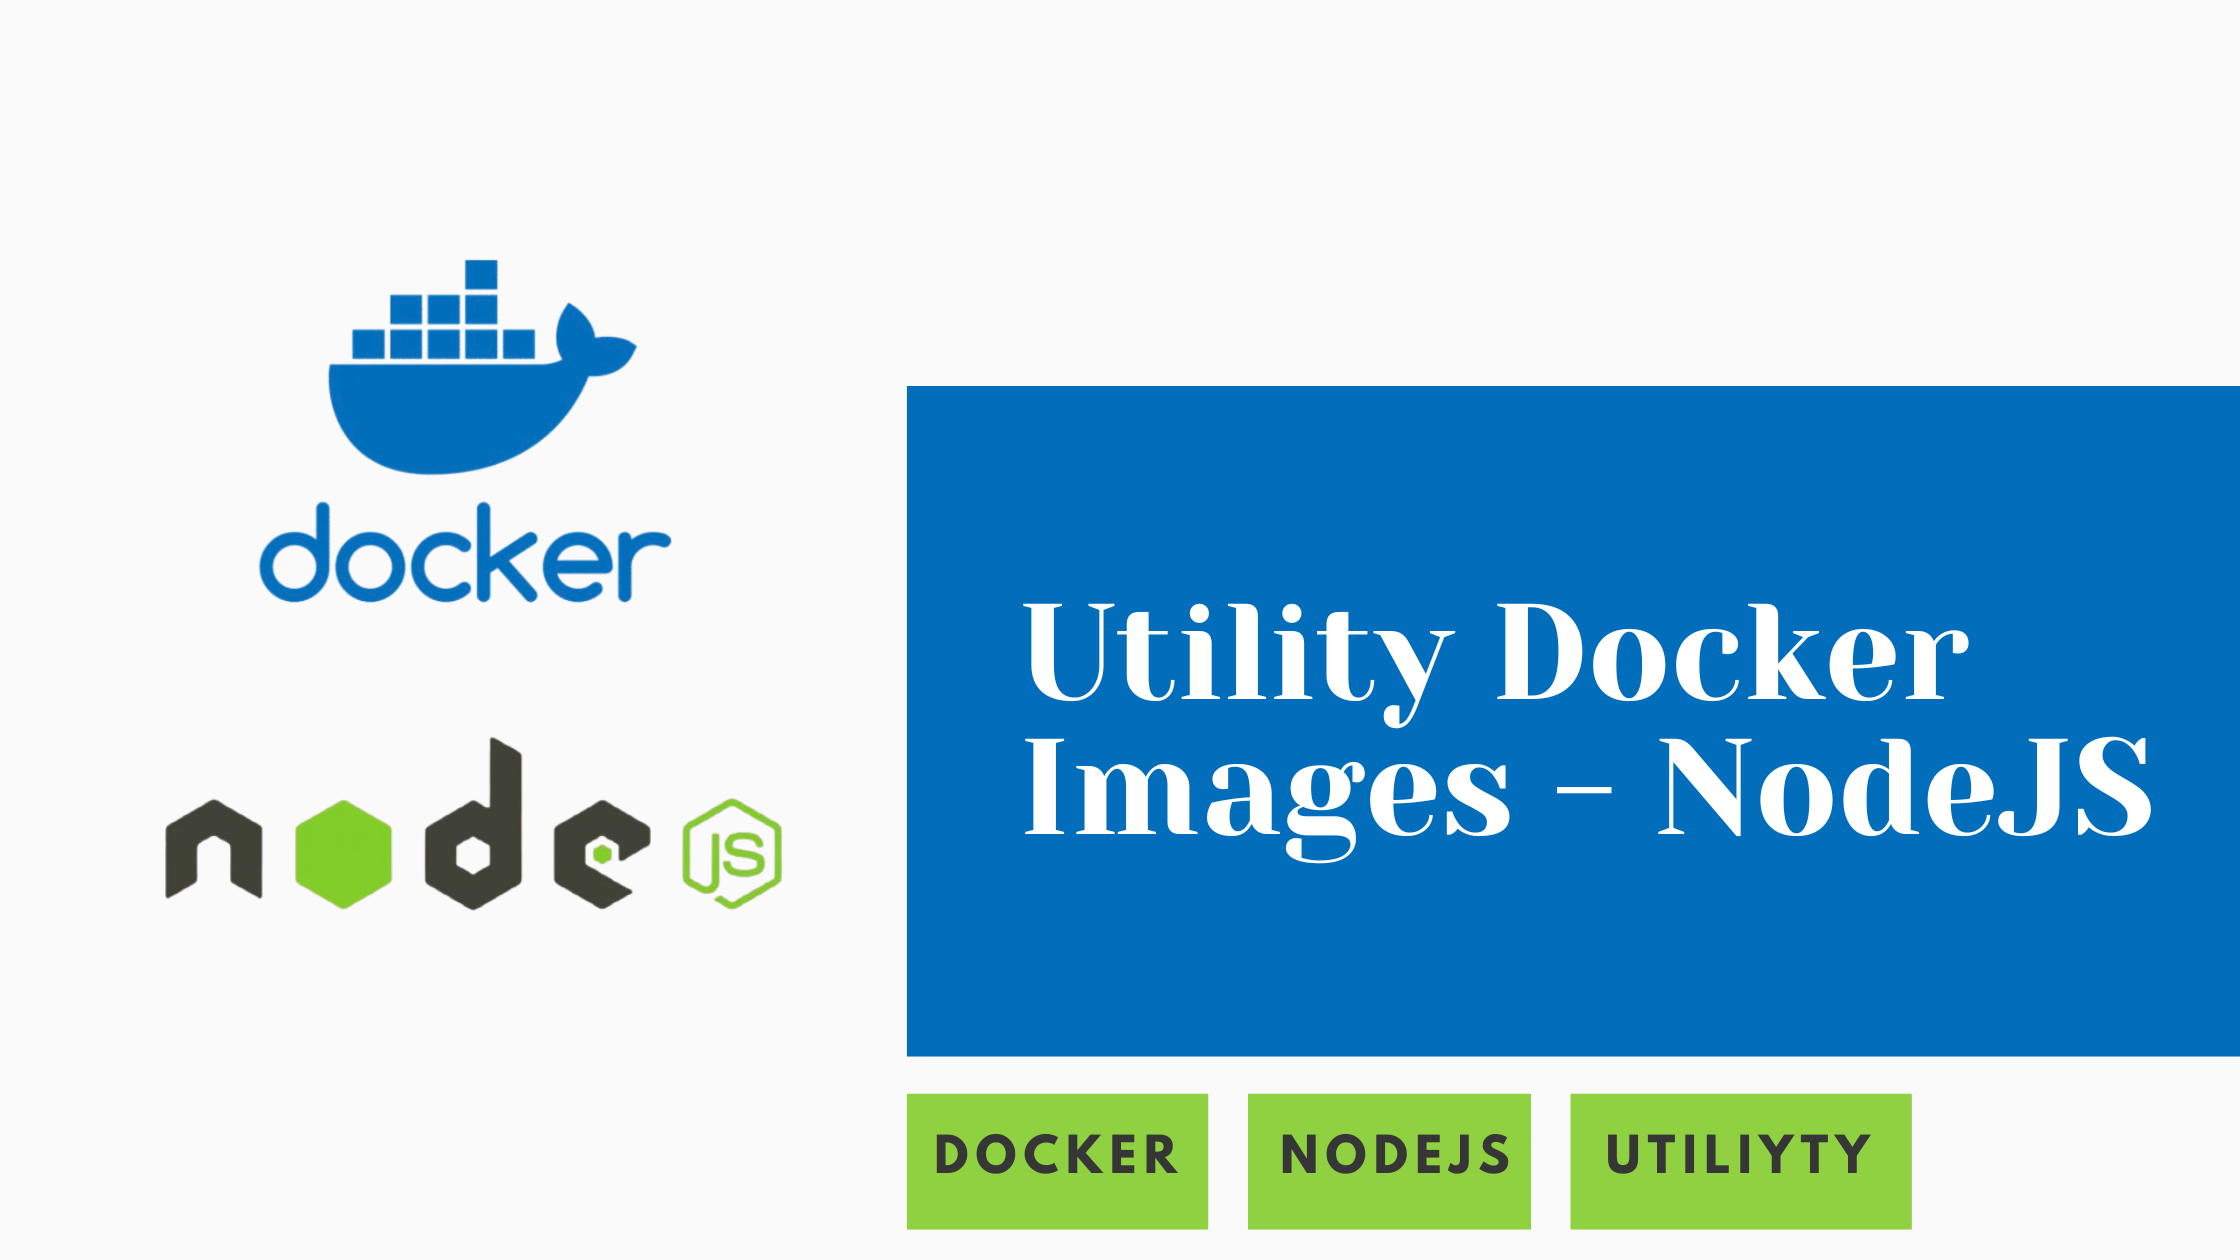 docker
node JS
Utility Docker
Images - NodeJS
DOCKER
NODEJS
UTILIYTY